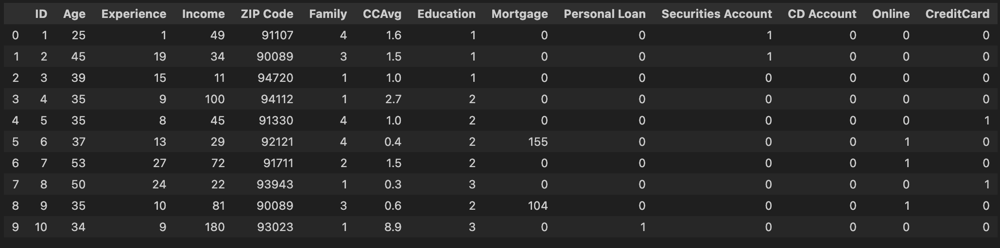 ID Age Experience Income ZIP Code Family CCAvg Education Mortgage Personal Loan Securities Account CD Account Online CreditCard
0 1 25 1 49 91107 4 1.6 1 0 0 1 0 0 0
1 2 45 19 34 90089 3 1.5 1 0 0 1 0 0 0
2 3 39 15 11 94720 1 1.0 1 0 0 0 0 0 0
3 4 35 9 100 94112 1 2.7 2 0 0 0 0 0 0
4 5 35 8 45 91330 4 1.0 2 0 0 0 0 0 1
5 6 37 13 29 92121 4 0.4 2 155 0 0 0 1 0
6 7 53 27 72 91711 2 1.5 2 0 0 0 0 1 0
7 8 50 24 22 93943 1 0.3 3 0 0 0 0 0 1
8 9 35 10 81 90089 3 0.6 2 104 0 0 0 1 0
9 10 34 9 180 93023 1 8.9 3 0 1 0 0 0 0